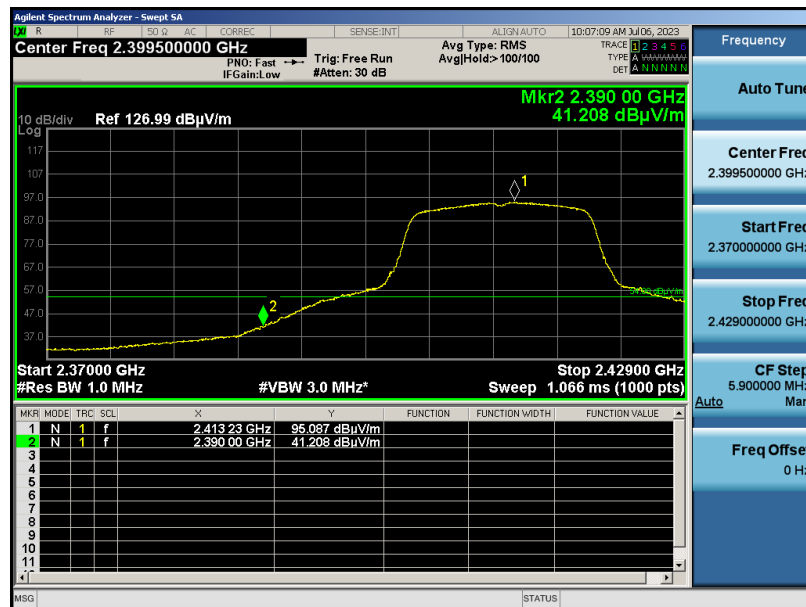 Agilent Spectrum Analyzer - Swept SA
LXI R RF 50 Ω AC CORREC SENSE:INT ALIGN AUTO 10:07:09 AM Jul 06, 2023
Center Freq 2.399500000 GHz
PNO: Fast
IFGain:Low
Trig: Free Run
#Atten: 30 dB
Avg Type: RMS
Avg|Hold:>100/100
TRACE 1 2 3 4 5 6
TYPE A WWWWW
DET A N N N N N
Mkr2 2.390 00 GHz
41.208 dBµV/m
10 dB/div
Log
Ref 126.99 dBµV/m
117
107
97.0
87.0
77.0
67.0
57.0
47.0
37.0
1
2
Start 2.37000 GHz
Stop 2.42900 GHz
#Res BW 1.0 MHz
#VBW 3.0 MHz*
Sweep 1.066 ms (1000 pts)
MKR MODE TRC SCL X Y FUNCTION FUNCTION WIDTH FUNCTION VALUE
1 N 1 f 2.413 23 GHz 95.087 dBµV/m
2 N 1 f 2.390 00 GHz 41.208 dBµV/m
3
4
5
6
7
8
9
10
11
MSG
STATUS
Frequency
Auto Tune
Center Freq
2.399500000 GHz
Start Freq
2.370000000 GHz
Stop Freq
2.429000000 GHz
CF Step
5.900000 MHz
Auto Man
Freq Offset
0 Hz